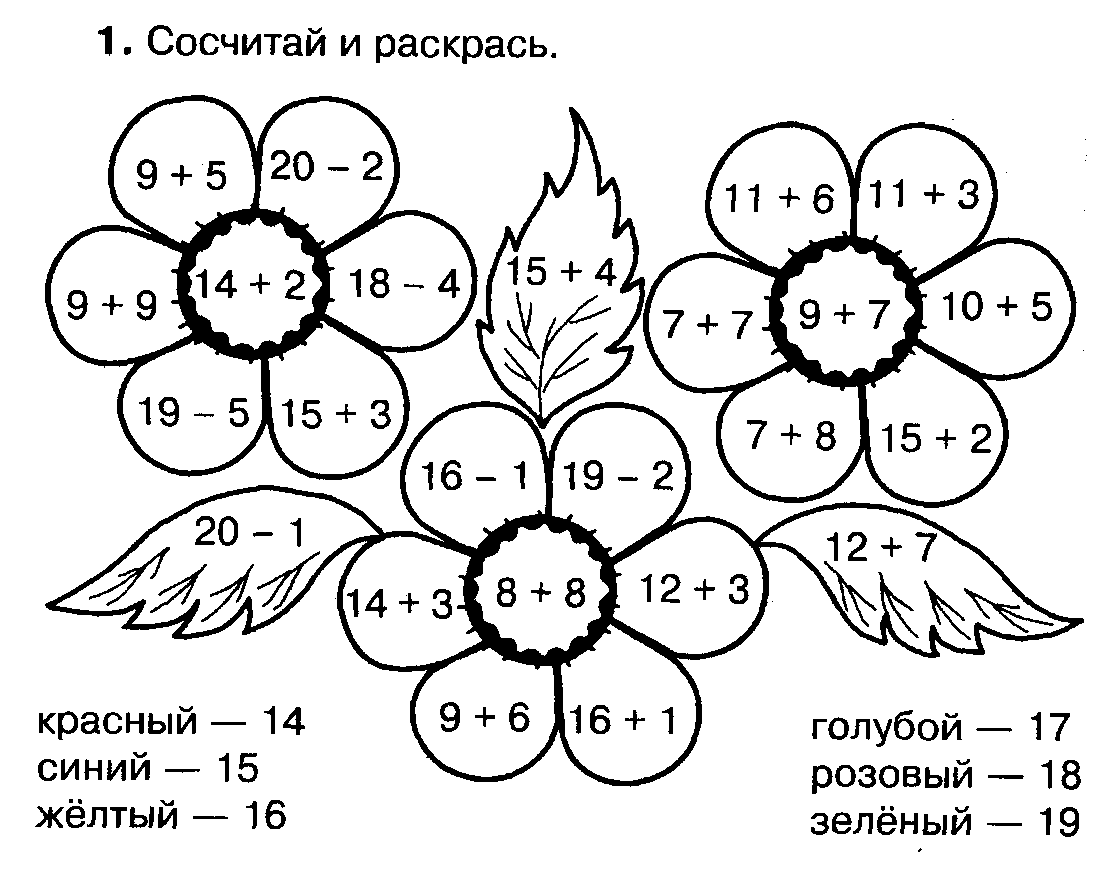 1. Сосчитай и раскрась.
9 + 5
20 – 2
9 + 9
14 + 2
18 – 4
19 – 5
15 + 3
15 + 4
11 + 6
11 + 3
7 + 7
9 + 7
10 + 5
7 + 8
15 + 2
16 – 1
19 – 2
20 – 1
12 + 7
14 + 3
8 + 8
12 + 3
9 + 6
16 + 1
красный — 14
синий — 15
жёлтый — 16
голубой — 17
розовый — 18
зелёный — 19